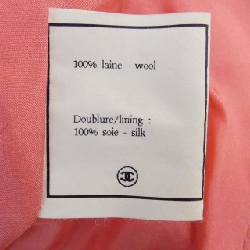 100% laine wool
Doublure/lining :
100% soie - silk